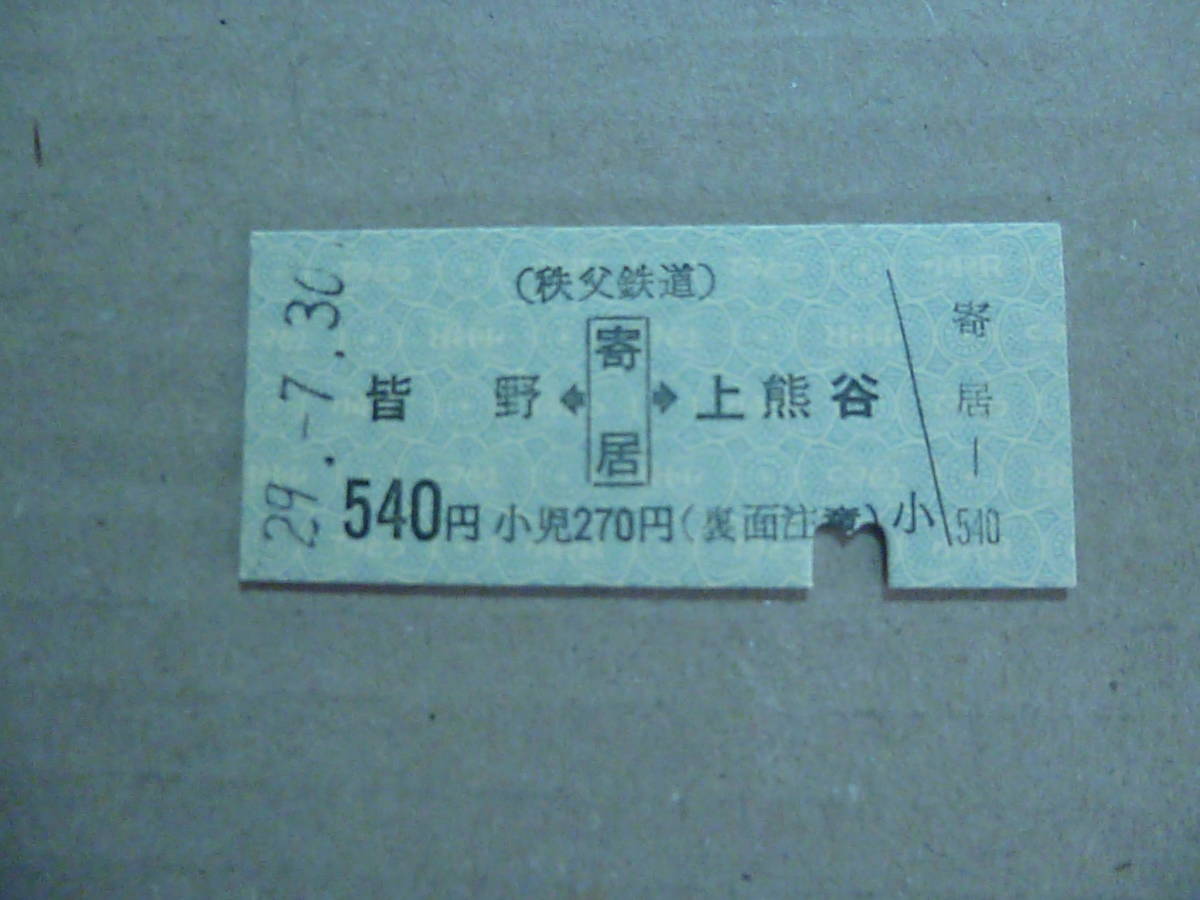 (秩父鉄道)
皆野⬌寄居⬌上熊谷
540円 小児270円(裏面注意)小
29.-7.30
寄居
540